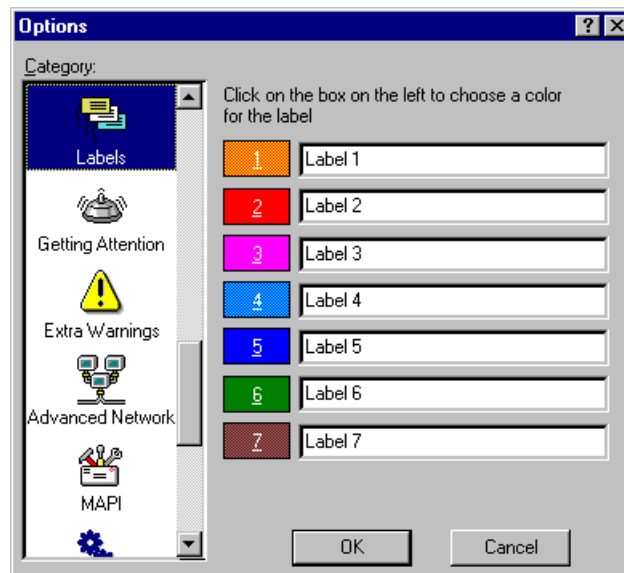 Options
Category:
Labels
Getting Attention
Extra Warnings
Advanced Network
MAPI
Click on the box on the left to choose a color
for the label
1 Label 1
2 Label 2
3 Label 3
4 Label 4
5 Label 5
6 Label 6
7 Label 7
OK Cancel